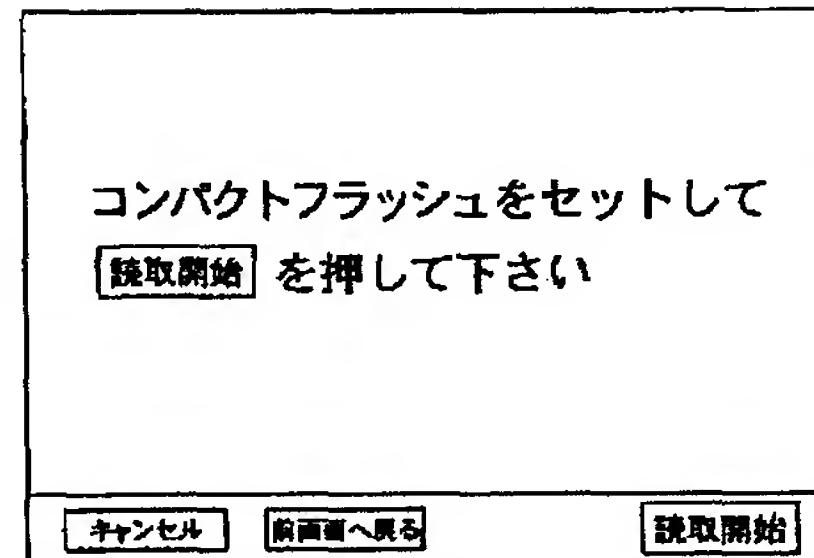 コンパクトフラッシュをセットして
読取開始 を押して下さい
キャンセル 前画面へ戻る 読取開始